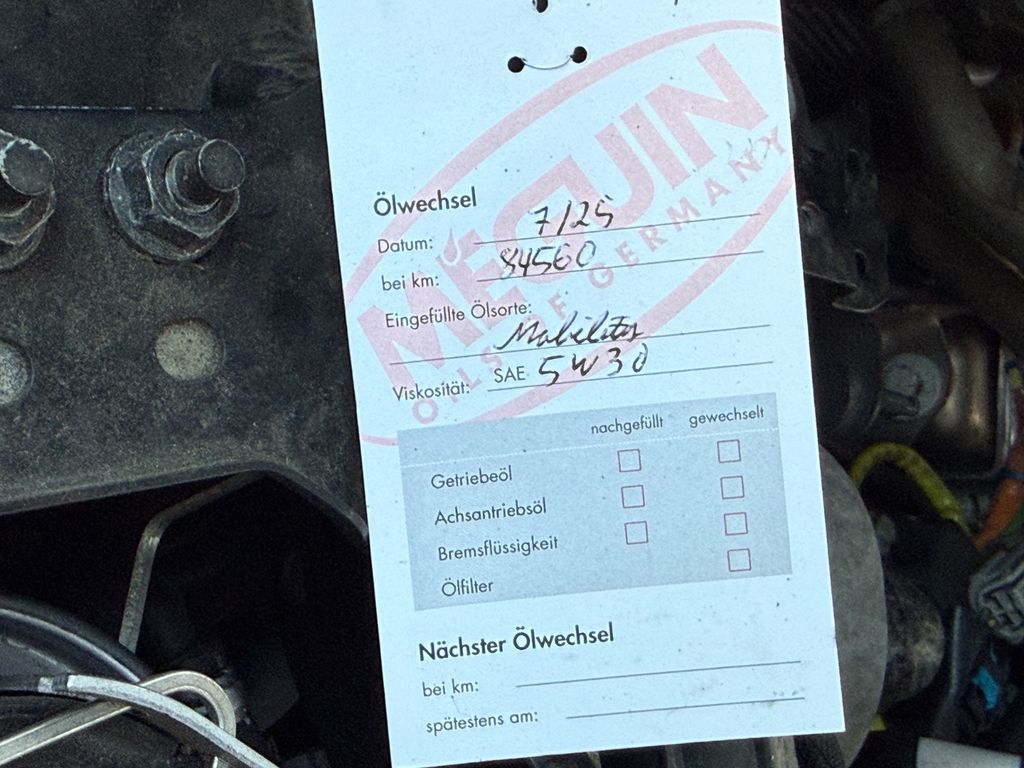 MEGUIN
OILS OF GERMANY
Ölwechsel
Datum: 7/25
bei km: 84560
Eingefüllte Ölsorte:
Viskosität: SAE 5W30
nachgefüllt gewechselt
Getriebeöl
Achsantriebsöl
Bremsflüssigkeit
Ölfilter
Nächster Ölwechsel
bei km:
spätestens am: